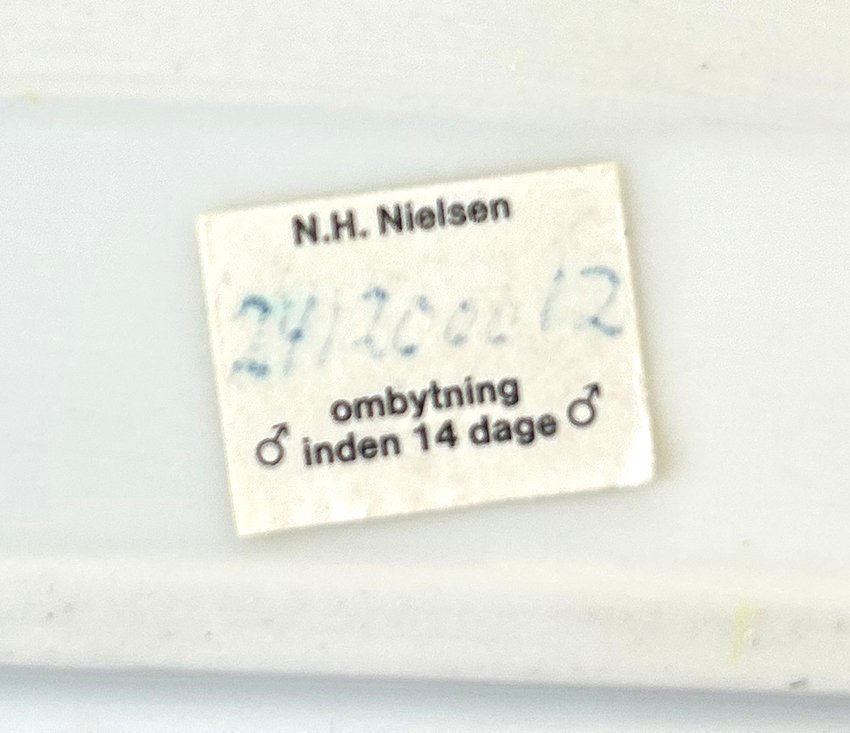 N.H. Nielsen
ombytning
♂ inden 14 dage ♂